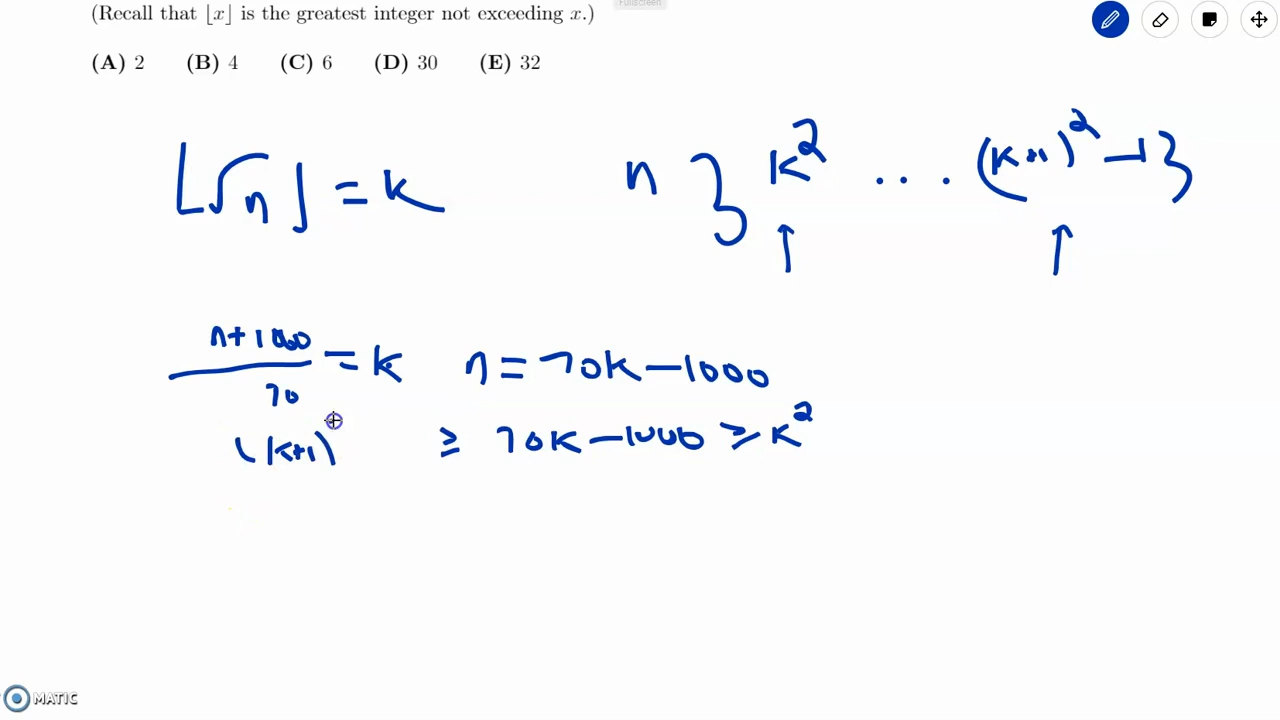 Fullscreen
(Recall that ⌊x⌋ is the greatest integer not exceeding x.)
(A) 2 (B) 4 (C) 6 (D) 30 (E) 32
⌊√n⌋ = k n } k² .... (k+1)² - 1 }
↑ ↑
n+1000/70 = k n = 70k - 1000
(k+1) ≥ 70k - 1000 ≥ k²
MATIC